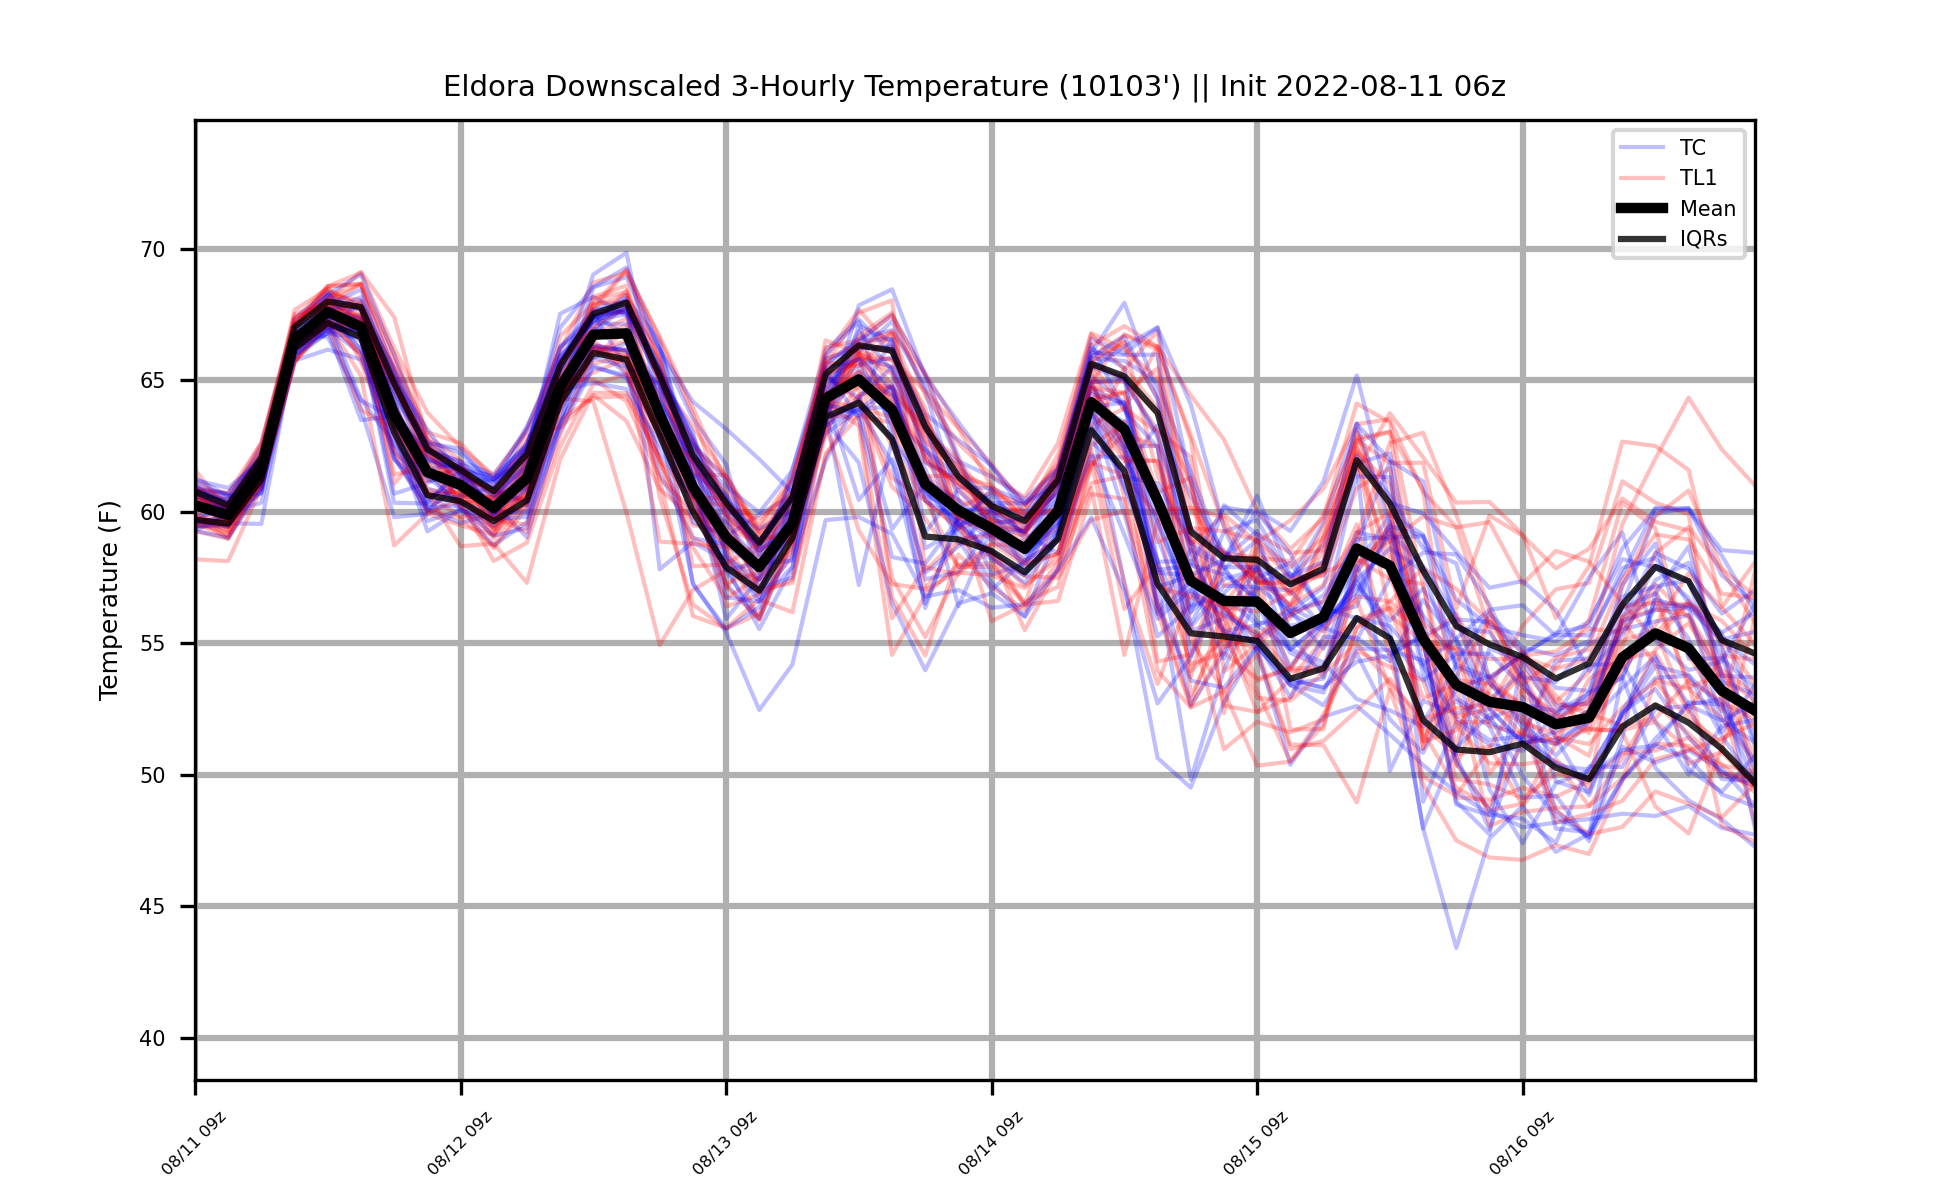 Eldora Downscaled 3-Hourly Temperature (10103') || Init 2022-08-11 06z
TC
TL1
Mean
IQRs
Temperature (F)
70
65
60
55
50
45
40
08/11 09z
08/12 09z
08/13 09z
08/14 09z
08/15 09z
08/16 09z